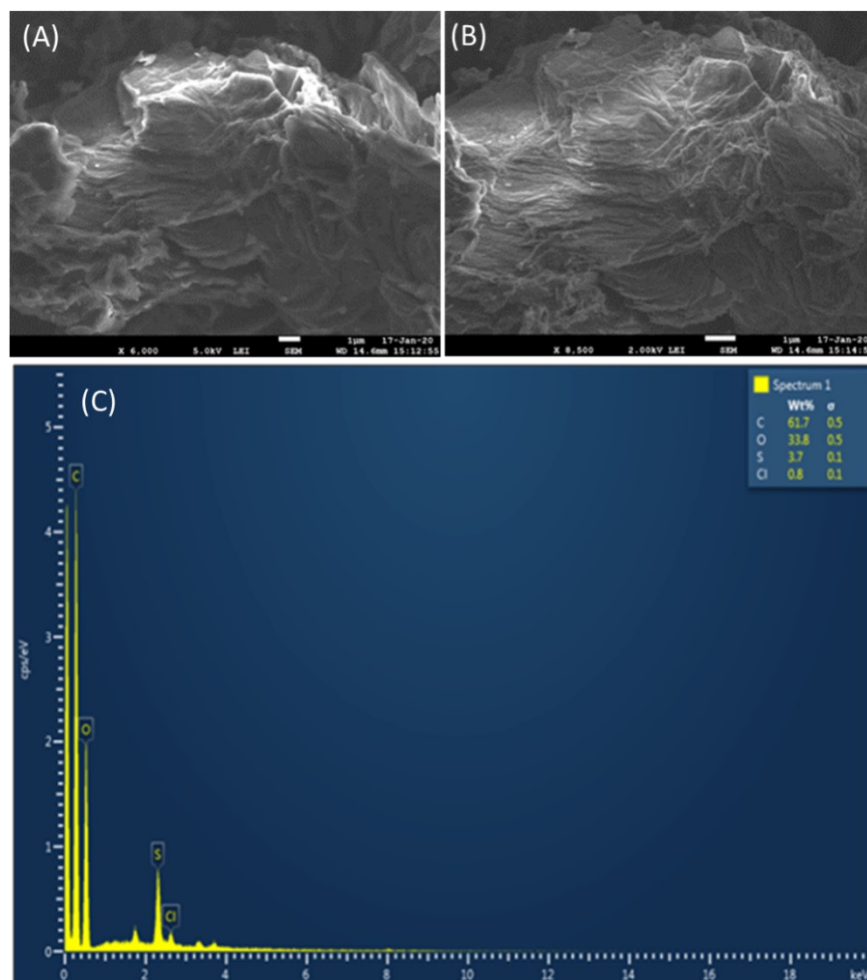 (A)
X 6,000 5.0kV LEI SEM 1μm 17-Jan-20
WD 14.6mm 15:12:55
(B)
X 8,500 2.00kV LEI SEM 1μm 17-Jan-20
WD 14.6mm 15:14:5
(C)
Spectrum 1
Wt% σ
C 61.7 0.5
O 33.8 0.5
S 3.7 0.1
Cl 0.8 0.1
5
4
3
2
1
0
cps/eV
C
O
S
Cl
0 2 4 6 8 10 12 14 16 18